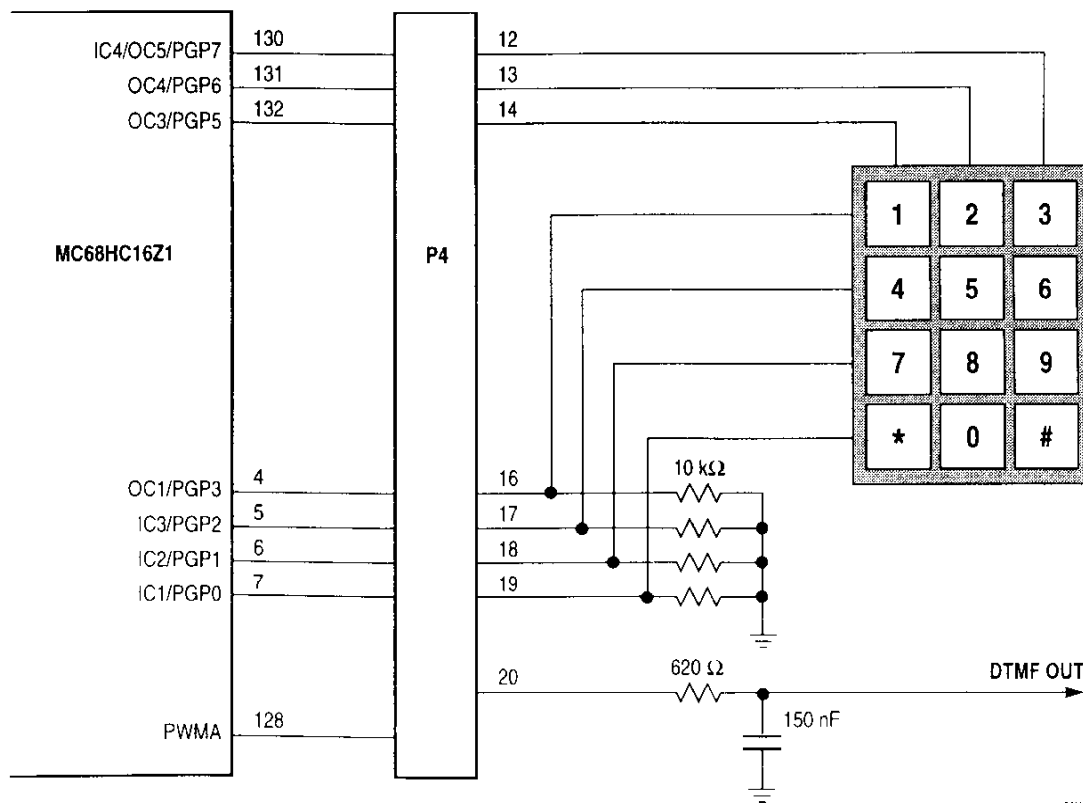 IC4/OC5/PGP7 130 12
OC4/PGP6 131 13
OC3/PGP5 132 14
1 2 3
MC68HC16Z1 P4
4 5 6
7 8 9
* 0 #
10 kΩ
OC1/PGP3 4 16
IC3/PGP2 5 17
IC2/PGP1 6 18
IC1/PGP0 7 19
620 Ω
20 DTMF OUT
150 nF
PWMA 128